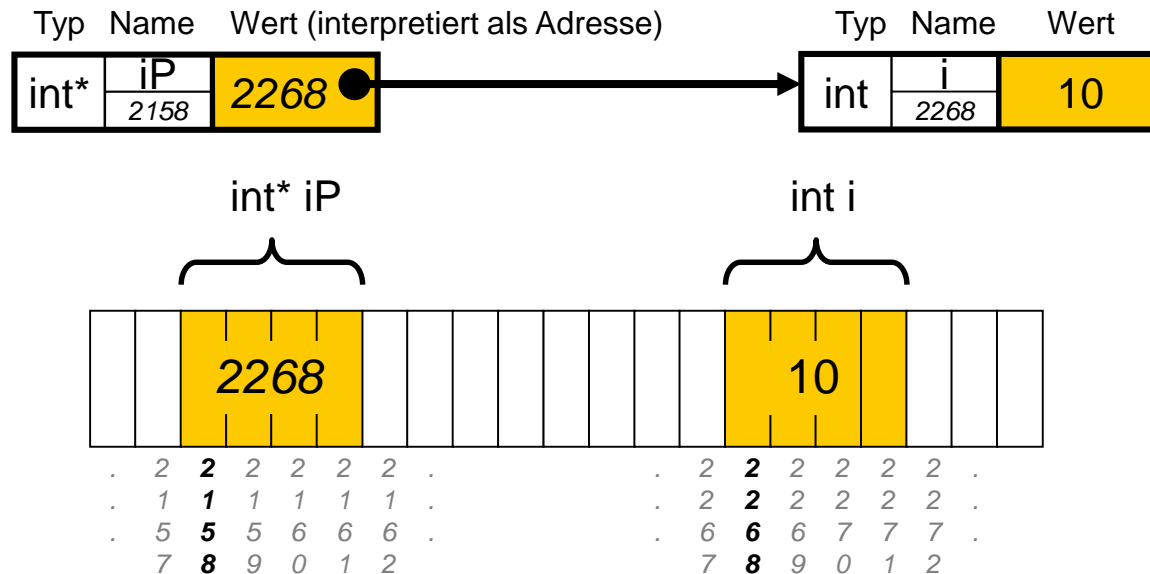 Typ Name Wert (interpretiert als Adresse) Typ Name Wert
int* iP 2268 int i 10
2158 2268
int* iP int i
2268 10
. 2 2 2 2 2 2 . . 2 2 2 2 2 2 .
. 1 1 1 1 1 1 . . 2 2 2 2 2 2 .
. 5 5 5 6 6 6 . . 6 6 6 7 7 7 .
7 8 9 0 1 2 7 8 9 0 1 2